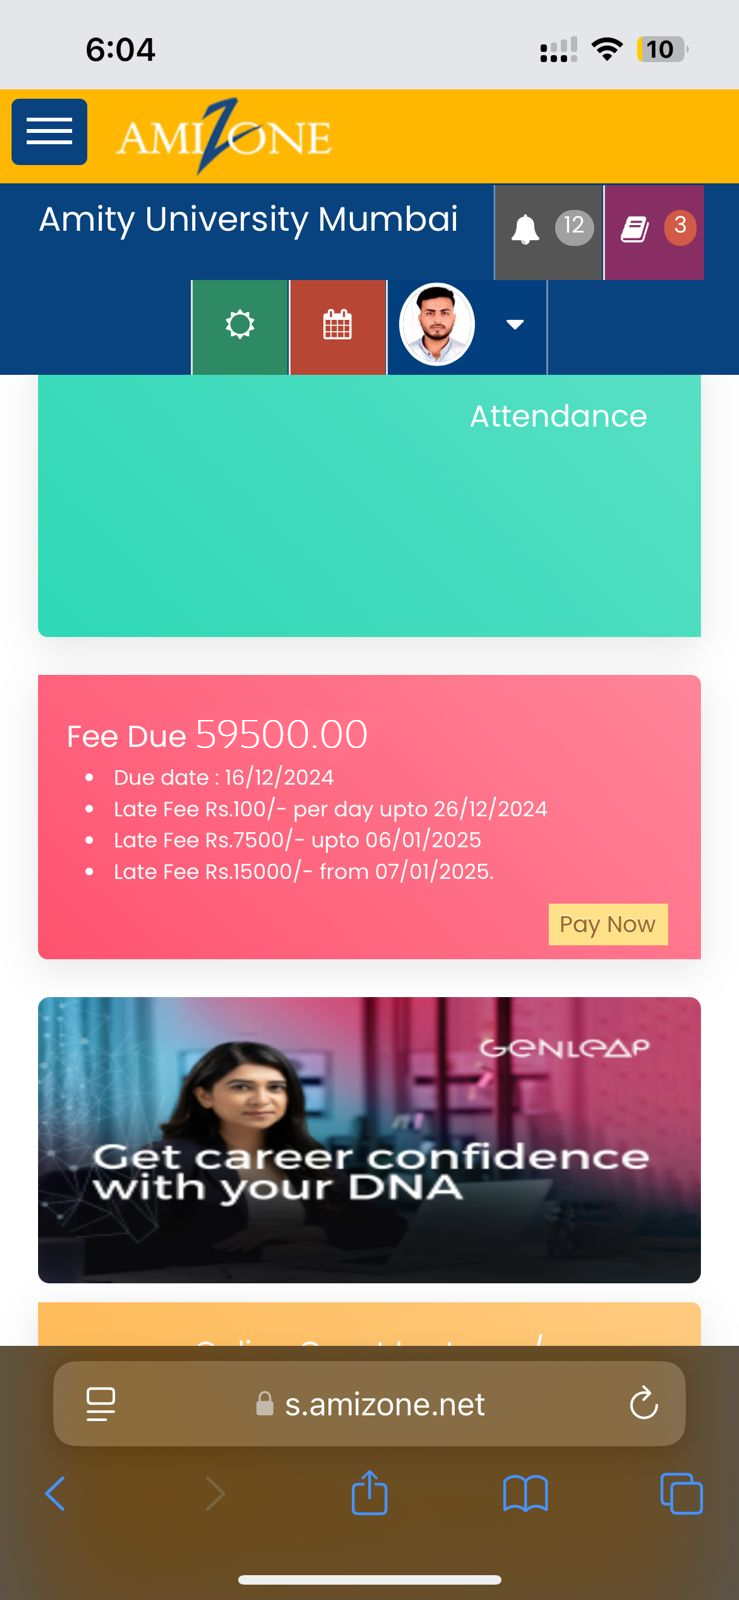 6:04
10
AMIZONE
Amity University Mumbai
12
3
Attendance
Fee Due 59500.00
• Due date : 16/12/2024
• Late Fee Rs.100/- per day upto 26/12/2024
• Late Fee Rs.7500/- upto 06/01/2025
• Late Fee Rs.15000/- from 07/01/2025.
Pay Now
GENLEAP
Get career confidence
with your DNA
s.amizone.net